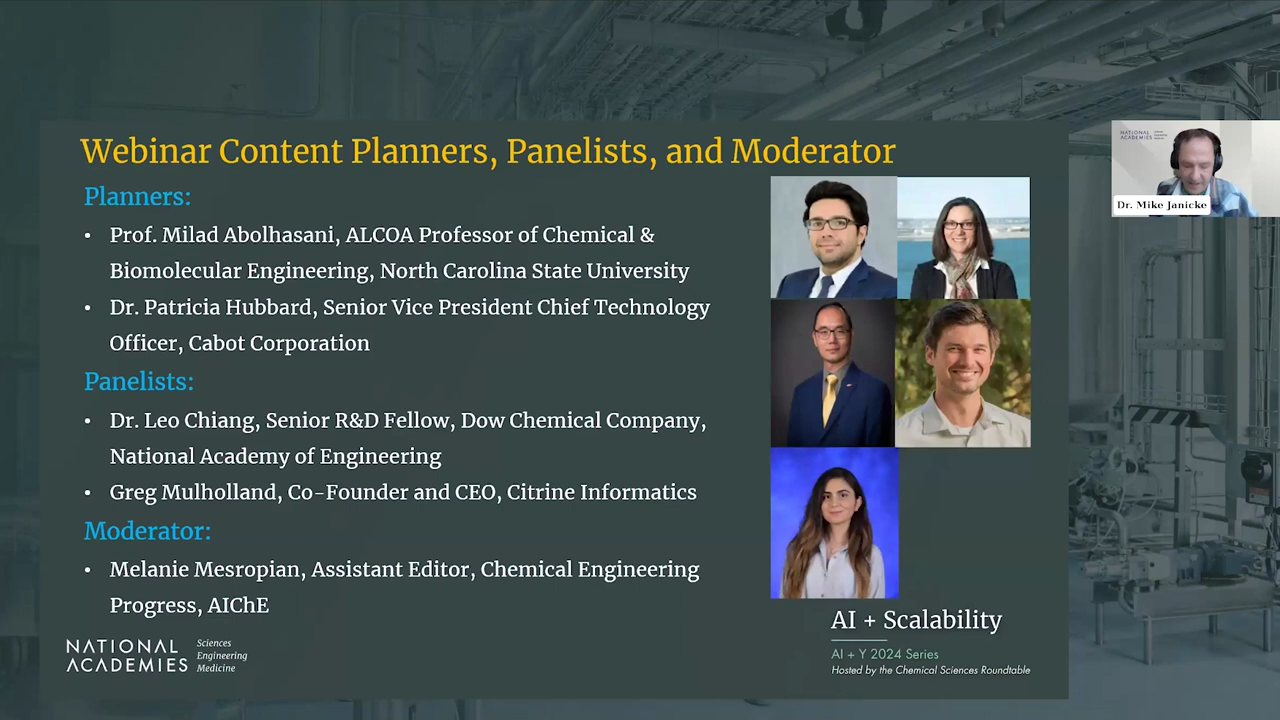 Webinar Content Planners, Panelists, and Moderator
Planners:
• Prof. Milad Abolhasani, ALCOA Professor of Chemical &
Biomolecular Engineering, North Carolina State University
• Dr. Patricia Hubbard, Senior Vice President Chief Technology
Officer, Cabot Corporation
Panelists:
• Dr. Leo Chiang, Senior R&D Fellow, Dow Chemical Company,
National Academy of Engineering
• Greg Mulholland, Co-Founder and CEO, Citrine Informatics
Moderator:
• Melanie Mesropian, Assistant Editor, Chemical Engineering
Progress, AIChE
NATIONAL
ACADEMIES
Sciences
Engineering
Medicine
AI + Scalability
AI + Y 2024 Series
Hosted by the Chemical Sciences Roundtable
NATIONAL
ACADEMIES
Dr. Mike Janicke